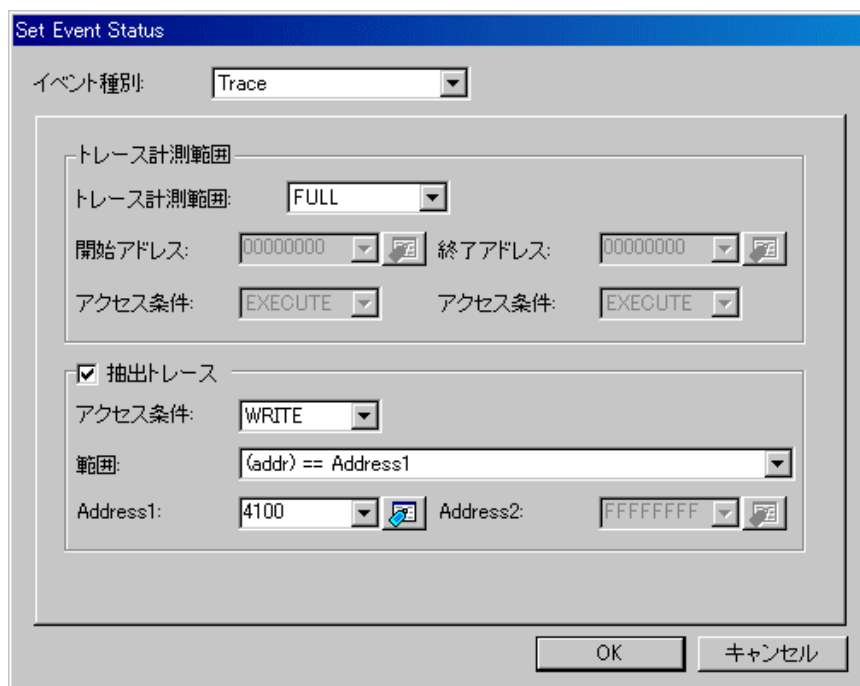 Set Event Status
イベント種別: Trace
トレース計測範囲
トレース計測範囲: FULL
開始アドレス: 00000000 終了アドレス: 00000000
アクセス条件: EXECUTE アクセス条件: EXECUTE
抽出トレース
アクセス条件: WRITE
範囲: (addr) == Address1
Address1: 4100 Address2: FFFFFFFF
OK キャンセル